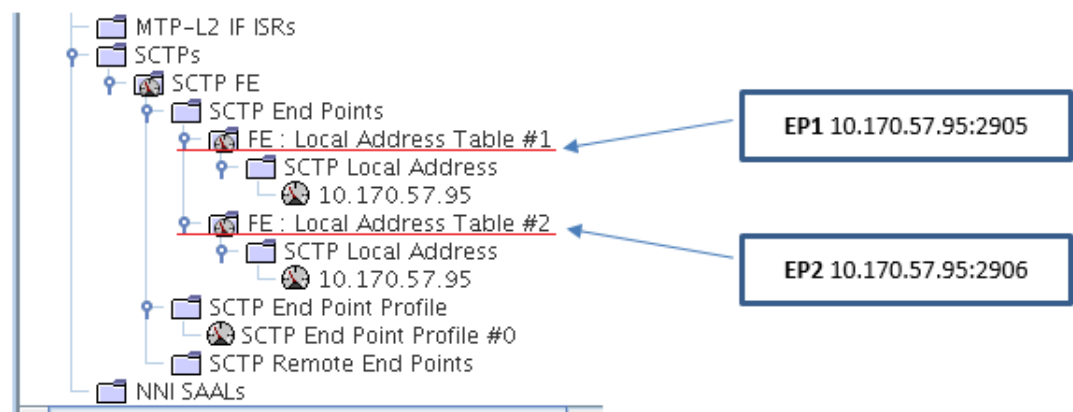 MTP-L2 IF ISRs
SCTPs
SCTP FE
SCTP End Points
FE : Local Address Table #1
SCTP Local Address
10.170.57.95
FE : Local Address Table #2
SCTP Local Address
10.170.57.95
SCTP End Point Profile
SCTP End Point Profile #0
SCTP Remote End Points
NNI SAALs
EP1 10.170.57.95:2905
EP2 10.170.57.95:2906